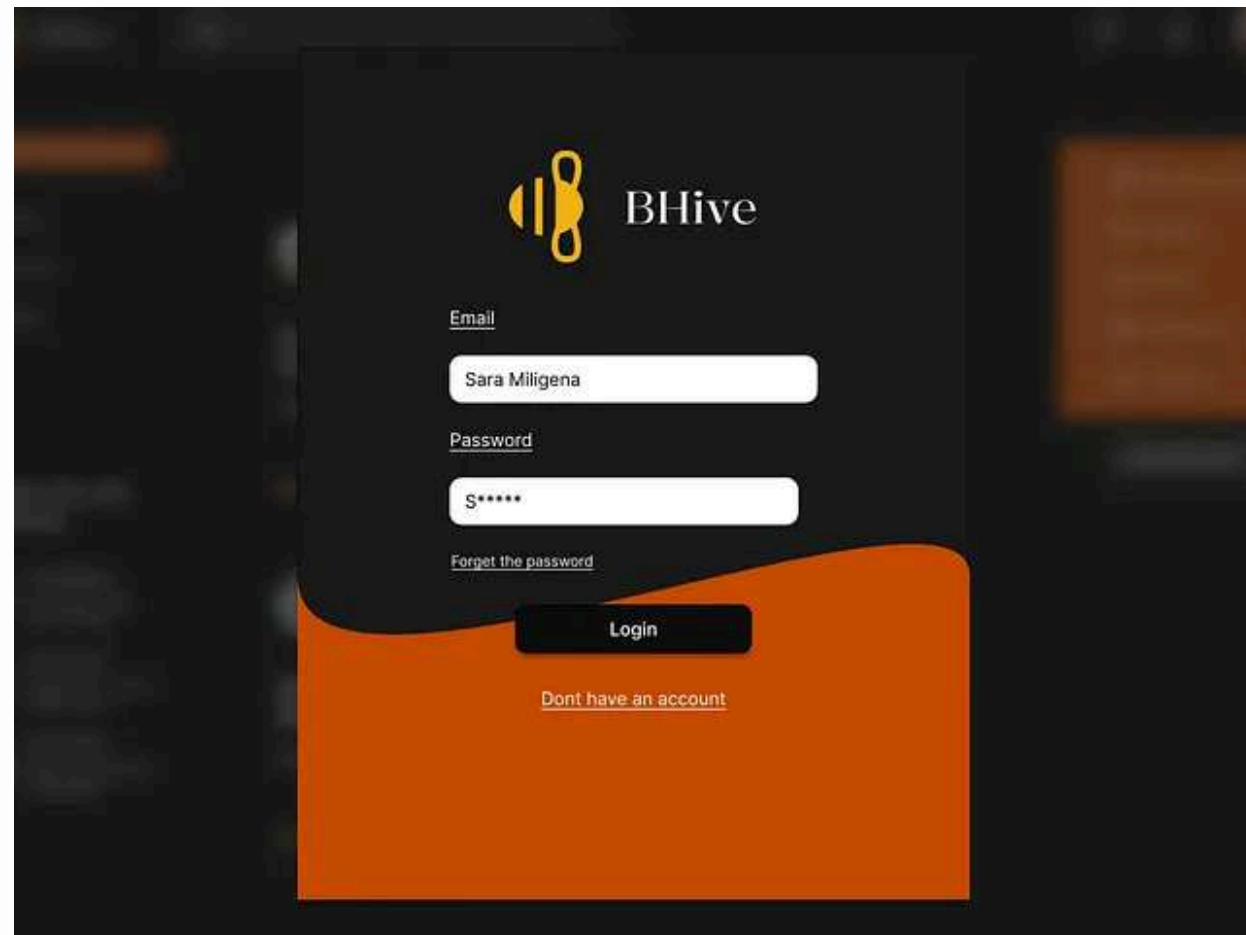 BHive
Email
Sara Miligena
Password
S*****
Forget the password
Login
Dont have an account